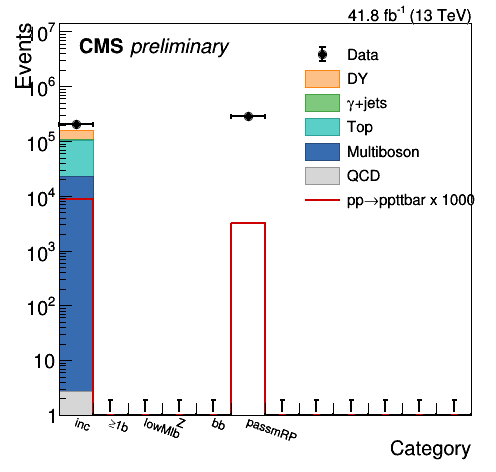 41.8 fb⁻¹ (13 TeV)
Events
CMS preliminary
Data
DY
γ+jets
Top
Multiboson
QCD
pp→ppttbar x 1000
10⁷
10⁶
10⁵
10⁴
10³
10²
10
1
inc ≥1b lowMlb Z bb passmRP
Category